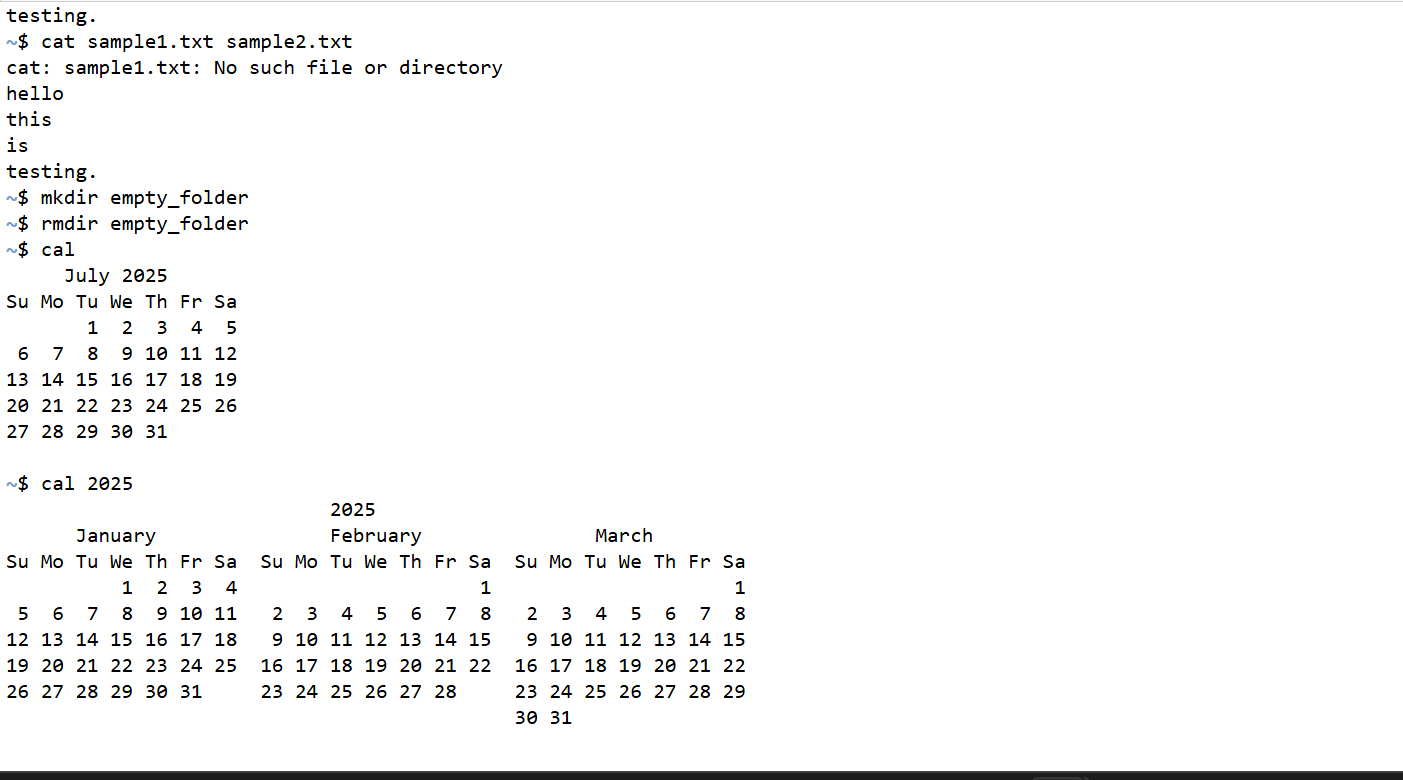 testing.
~$ cat sample1.txt sample2.txt
cat: sample1.txt: No such file or directory
hello
this
is
testing.
~$ mkdir empty_folder
~$ rmdir empty_folder
~$ cal
     July 2025
Su Mo Tu We Th Fr Sa
       1  2  3  4  5
 6  7  8  9 10 11 12
13 14 15 16 17 18 19
20 21 22 23 24 25 26
27 28 29 30 31

~$ cal 2025
                            2025
      January               February               March
Su Mo Tu We Th Fr Sa  Su Mo Tu We Th Fr Sa  Su Mo Tu We Th Fr Sa
          1  2  3  4                     1                     1
 5  6  7  8  9 10 11   2  3  4  5  6  7  8   2  3  4  5  6  7  8
12 13 14 15 16 17 18   9 10 11 12 13 14 15   9 10 11 12 13 14 15
19 20 21 22 23 24 25  16 17 18 19 20 21 22  16 17 18 19 20 21 22
26 27 28 29 30 31     23 24 25 26 27 28     23 24 25 26 27 28 29
                                            30 31